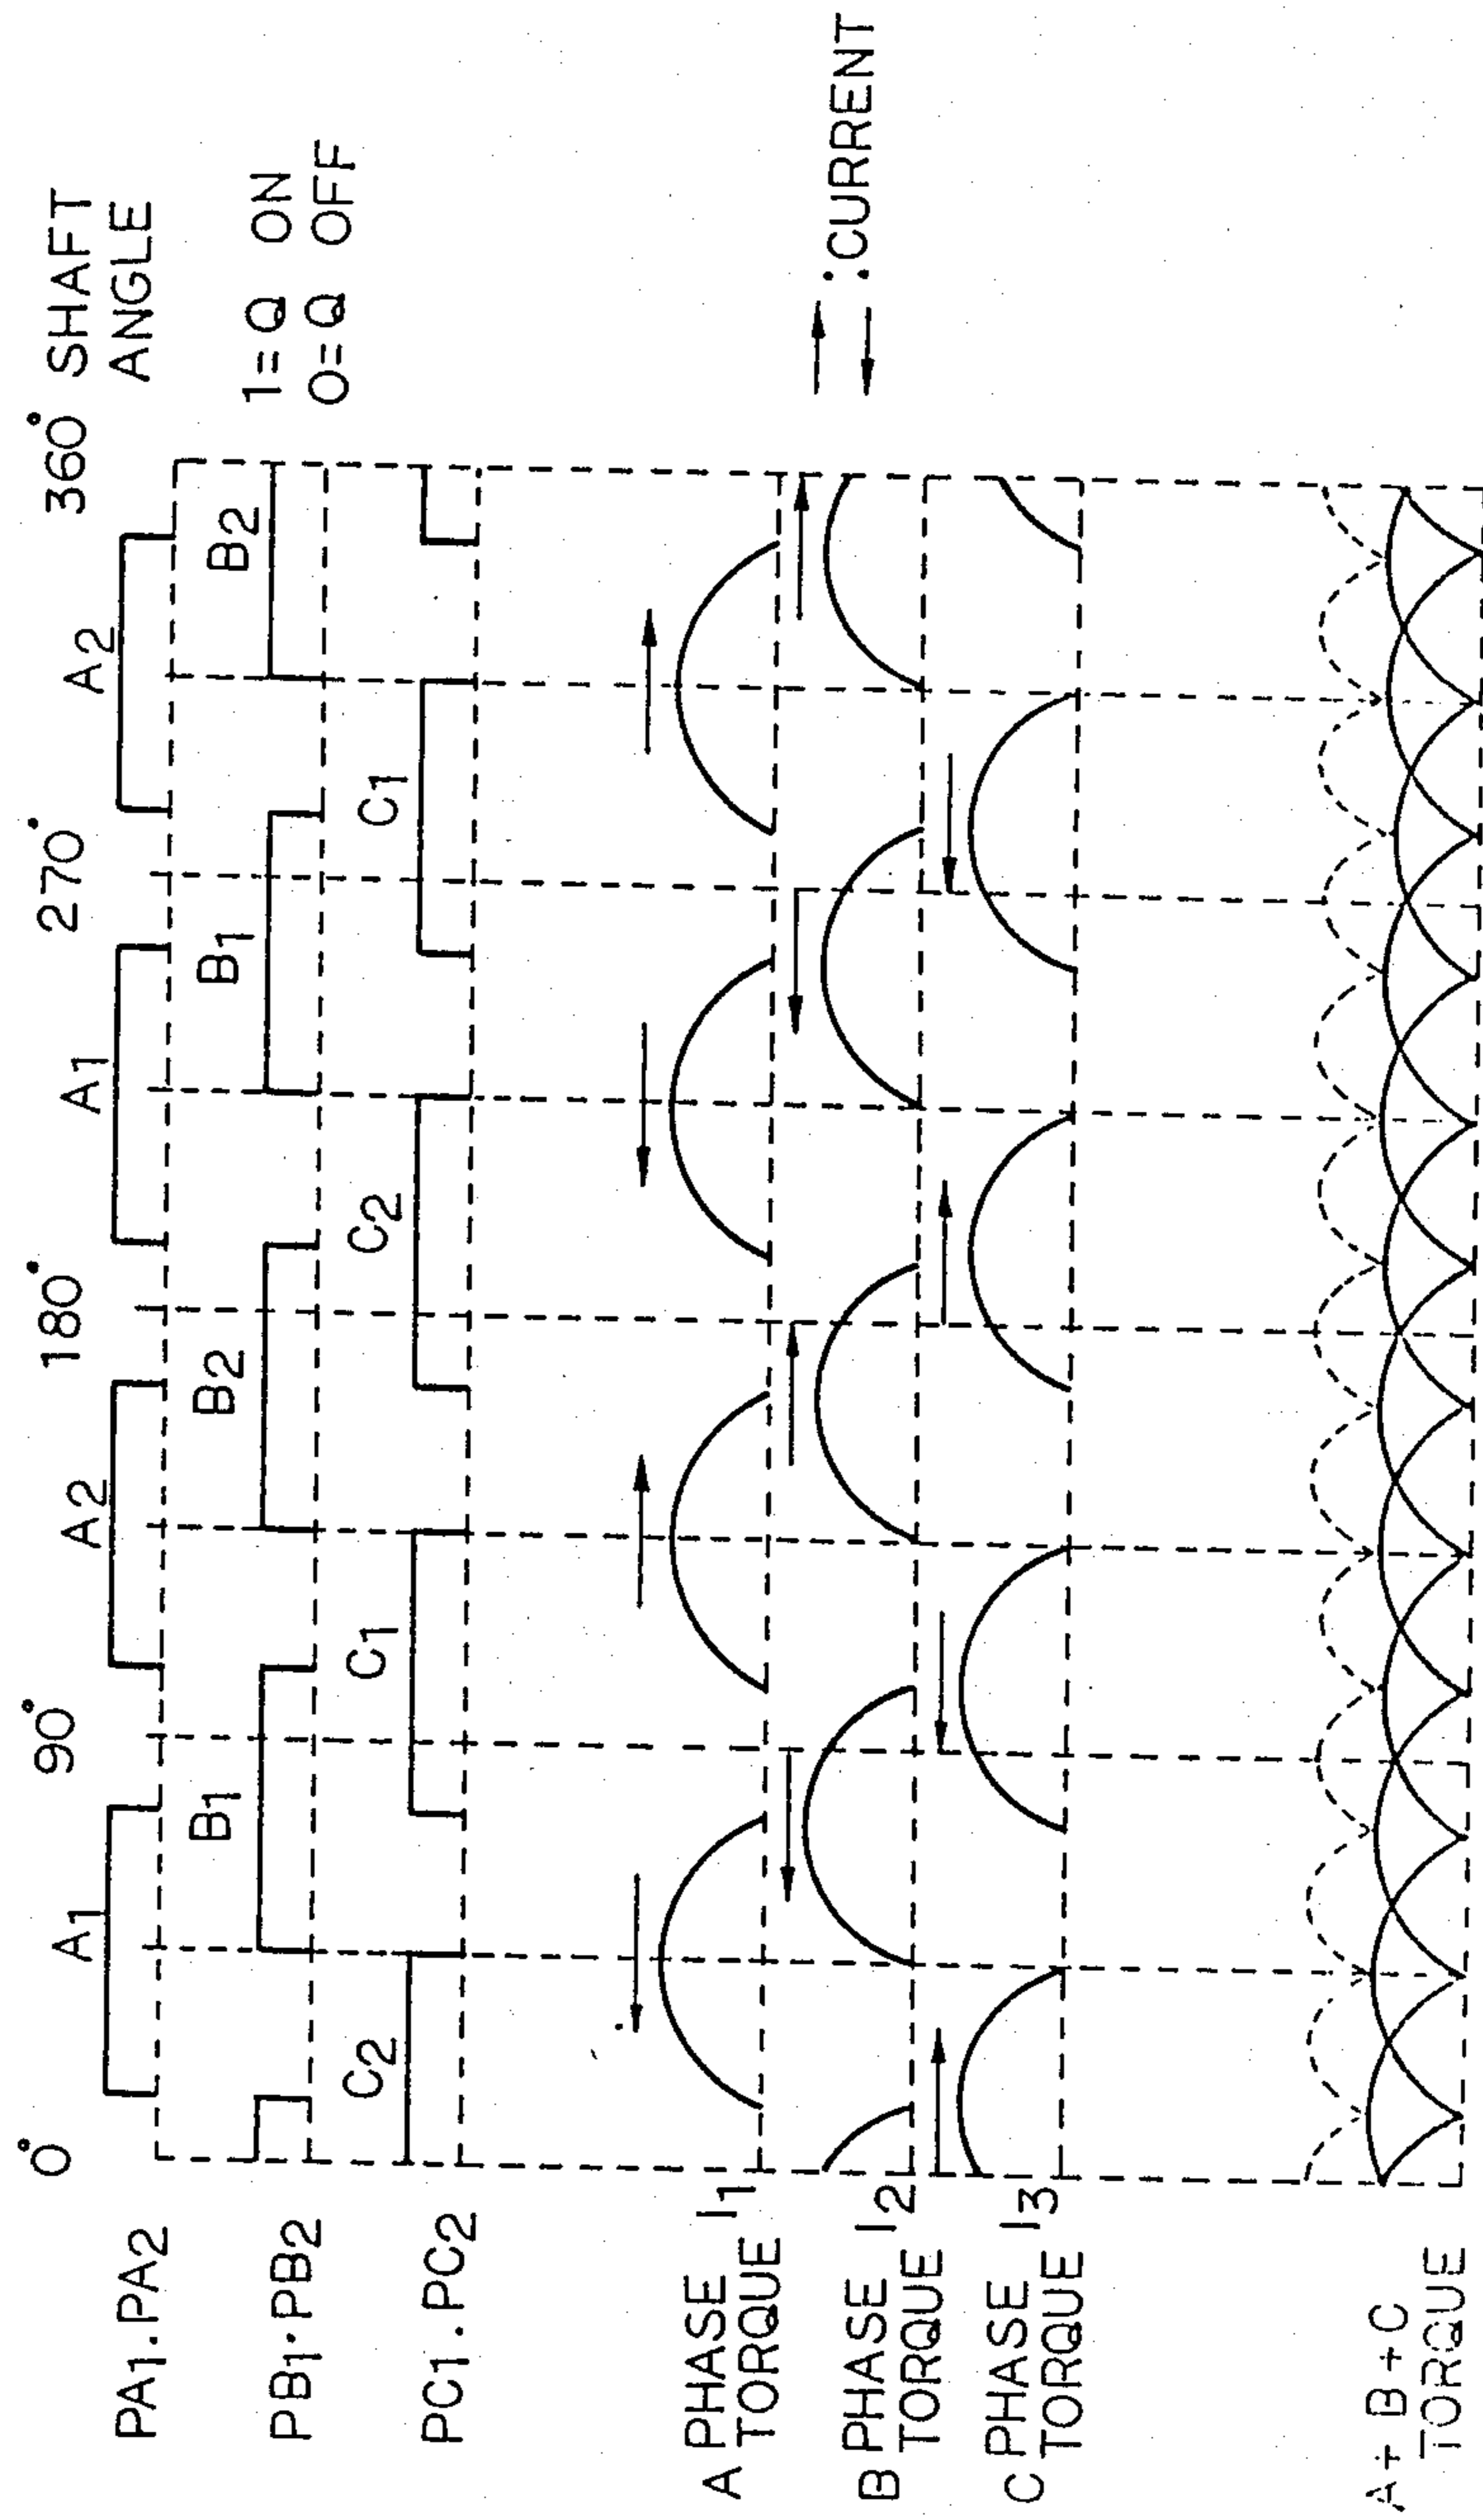 0° 90° 180° 270° 360° SHAFT
ANGLE
PA1.PA2 A1 A2 A1 A2
PB1.PB2 B1 B2 B1 B2
1=Q ON
0=Q OFF
PC1.PC2 C2 C1 C2 C1
A PHASE I1
TORQUE
B PHASE I2
TORQUE
:CURRENT
C PHASE I3
TORQUE
A+B+C
TORQUE